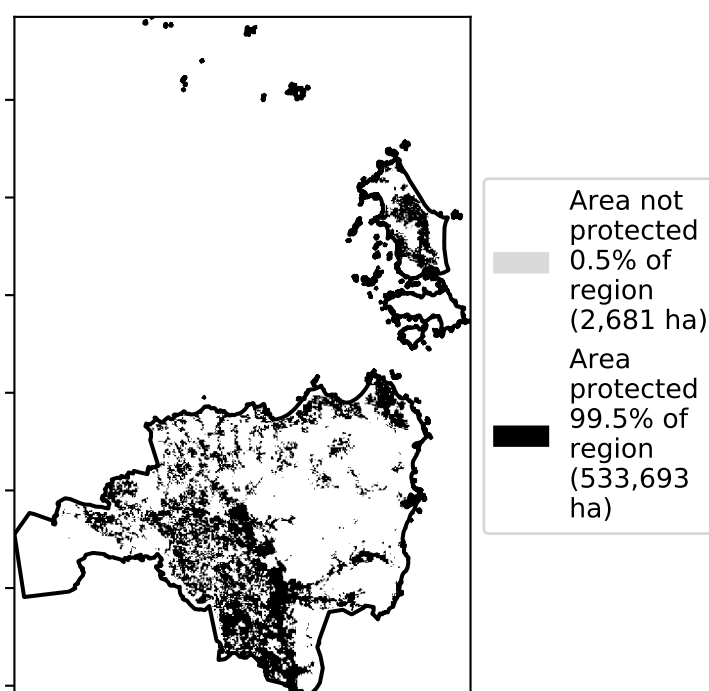 Area not
protected
0.5% of
region
(2,681 ha)
Area
protected
99.5% of
region
(533,693
ha)